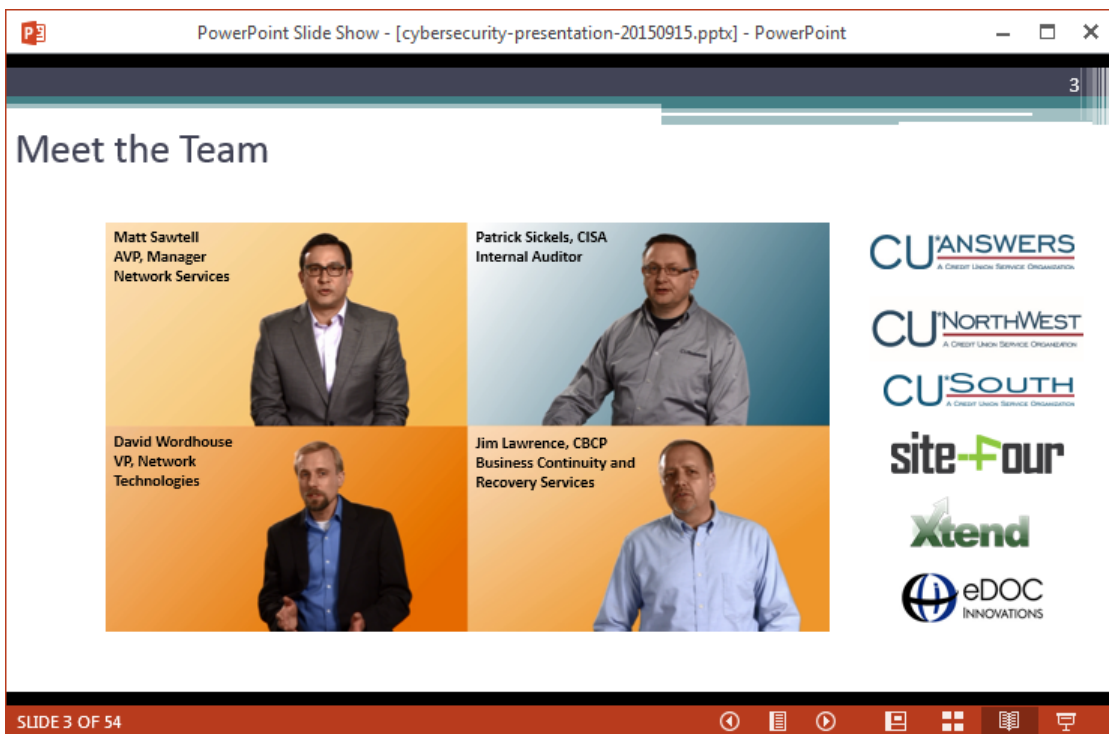 PowerPoint Slide Show - [cybersecurity-presentation-20150915.pptx] - PowerPoint
3
Meet the Team
Matt Sawtell
AVP, Manager
Network Services
Patrick Sickels, CISA
Internal Auditor
David Wordhouse
VP, Network
Technologies
Jim Lawrence, CBCP
Business Continuity and
Recovery Services
CU*ANSWERS
A CREDIT UNION SERVICE ORGANIZATION
CU*NORTHWEST
A CREDIT UNION SERVICE ORGANIZATION
CU*SOUTH
A CREDIT UNION SERVICE ORGANIZATION
site-Four
Xtend
eDOC
INNOVATIONS
SLIDE 3 OF 54